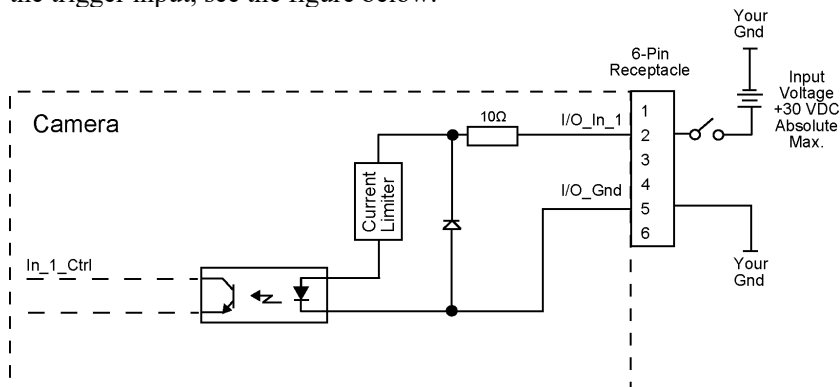 the trigger input, see the figure below.
Your
Gnd
6-Pin
Receptacle
Input
Voltage
+30 VDC
Absolute
Max.
Camera
10Ω
I/O_In_1
1
2
3
4
5
6
I/O_Gnd
Current
Limiter
In_1_Ctrl
Your
Gnd